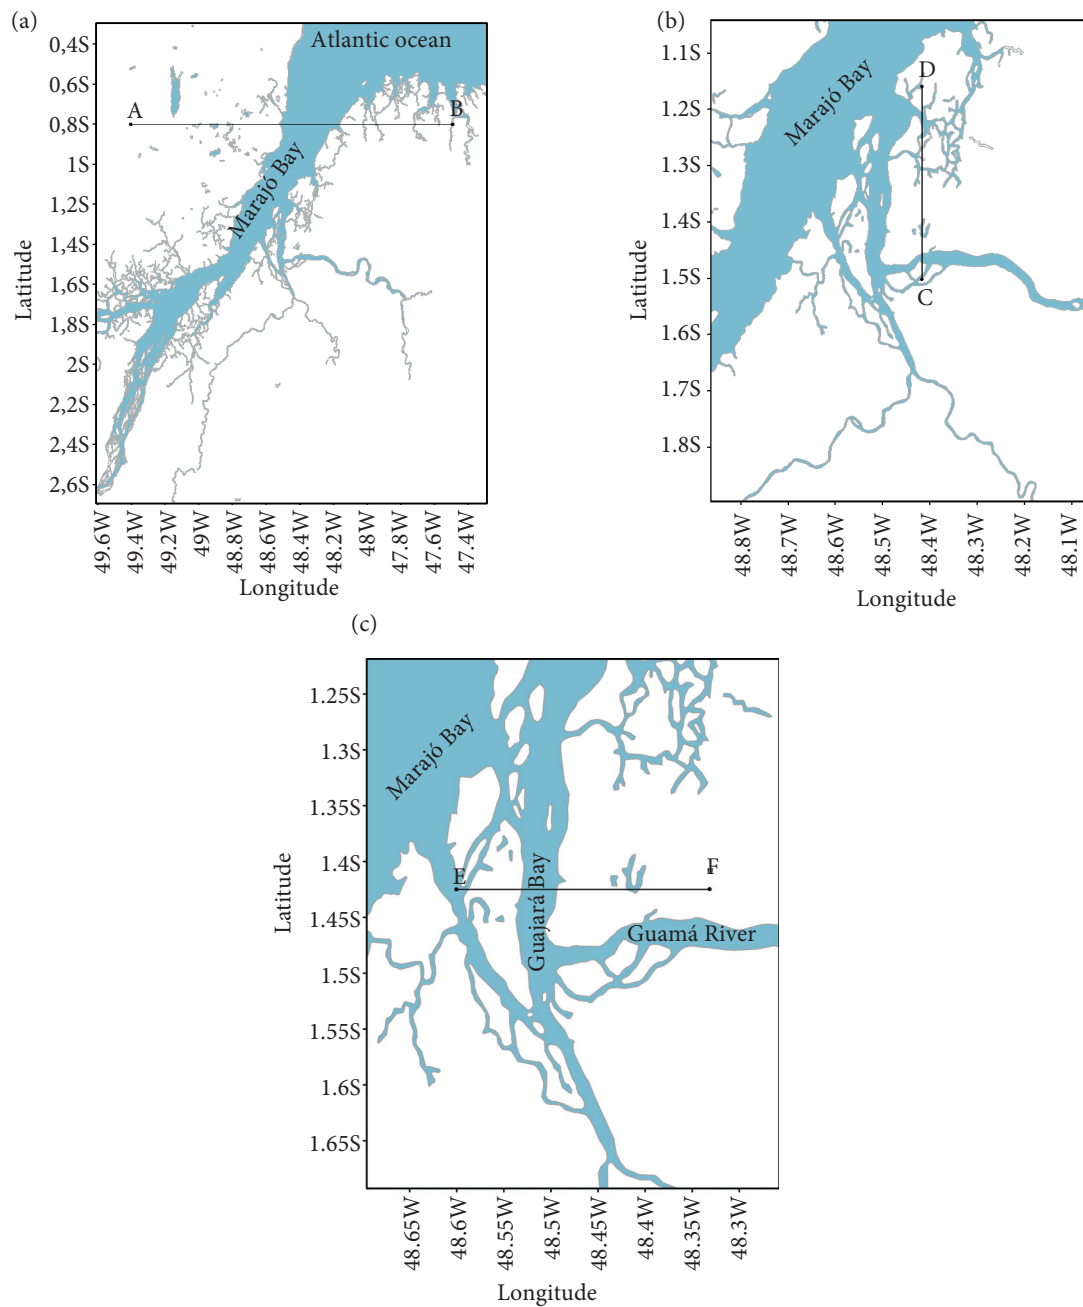 (a)
Atlantic ocean
0,4S
0,6S
0,8S
1S
1,2S
1,4S
1,6S
1,8S
2S
2,2S
2,4S
2,6S
A
B
Marajó Bay
Latitude
49.6W
49.4W
49.2W
49W
48.8W
48.6W
48.4W
48.2W
48W
47.8W
47.6W
47.4W
Longitude
(b)
1.1S
1.2S
1.3S
1.4S
1.5S
1.6S
1.7S
1.8S
Marajó Bay
D
C
Latitude
48.8W
48.7W
48.6W
48.5W
48.4W
48.3W
48.2W
48.1W
Longitude
(c)
1.25S
1.3S
1.35S
1.4S
1.45S
1.5S
1.55S
1.6S
1.65S
Marajó Bay
E
F
Guajará Bay
Guamá River
Latitude
48.65W
48.6W
48.55W
48.5W
48.45W
48.4W
48.35W
48.3W
Longitude